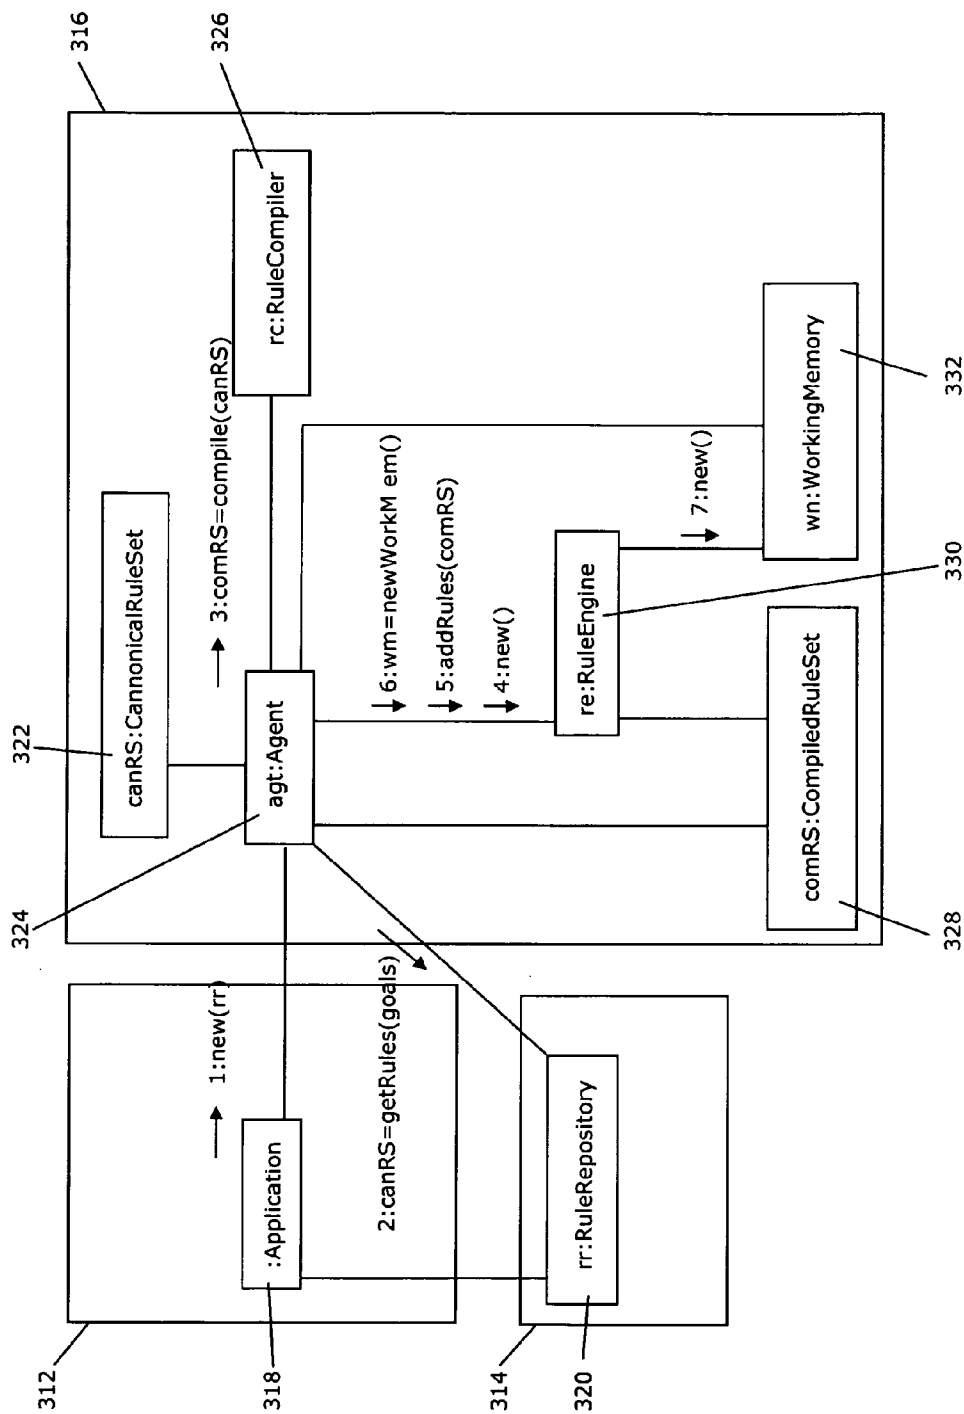 316
326
322
canRS:CannonicalRuleSet
3:comRS=compile(canRS)
rc:RuleCompiler
324
agt:Agent
6:wm=newWorkM em()
5:addRules(comRS)
4:new()
re:RuleEngine
330
7:new()
wn:WorkingMemory
332
comRS:CompiledRuleSet
328
312
1:new(rr)
:Application
318
2:canRS=getRules(goals)
314
rr:RuleRepository
320